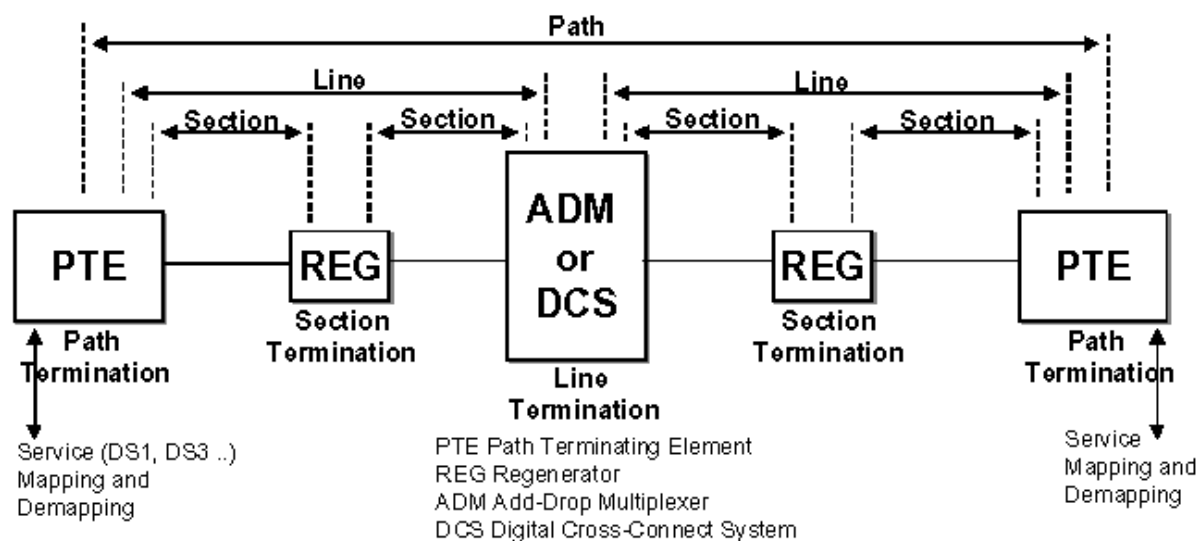 Path
Line
Line
Section
Section
Section
Section
PTE
REG
ADM
or
DCS
REG
PTE
Path
Termination
Section
Termination
Line
Termination
Section
Termination
Path
Termination
Service (DS1, DS3 ..)
Mapping and
Demapping
PTE Path Terminating Element
REG Regenerator
ADM Add-Drop Multiplexer
DCS Digital Cross-Connect System
Service
Mapping and
Demapping